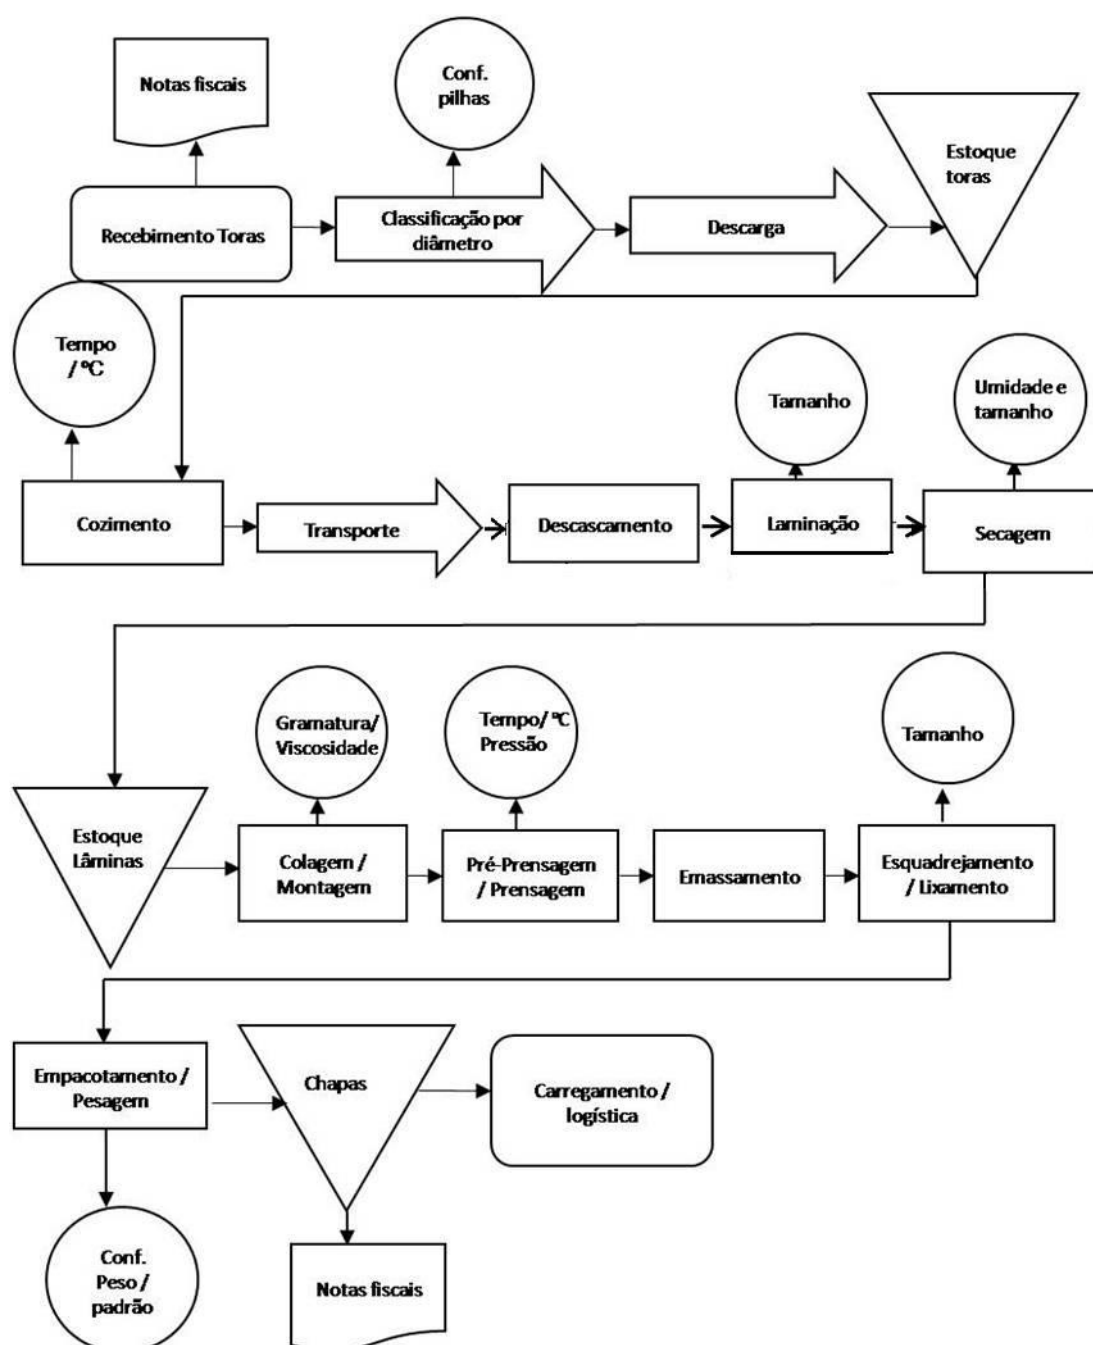 Notas fiscais
Conf.
pilhas
Estoque
toras
Recebimento Toras
Classificação por
diâmetro
Descarga
Tempo
/ ºC
Tamanho
Umidade e
tamanho
Cozimento
Transporte
Descascamento
Laminação
Secagem
Gramatura/
Viscosidade
Tempo/ ºC
Pressão
Tamanho
Estoque
Lâminas
Colagem /
Montagem
Pré-Prensagem
/ Prensagem
Emassamento
Esquadrejamento
/ Lixamento
Empacotamento /
Pesagem
Chapas
Carregamento /
logística
Conf.
Peso /
padrão
Notas fiscais